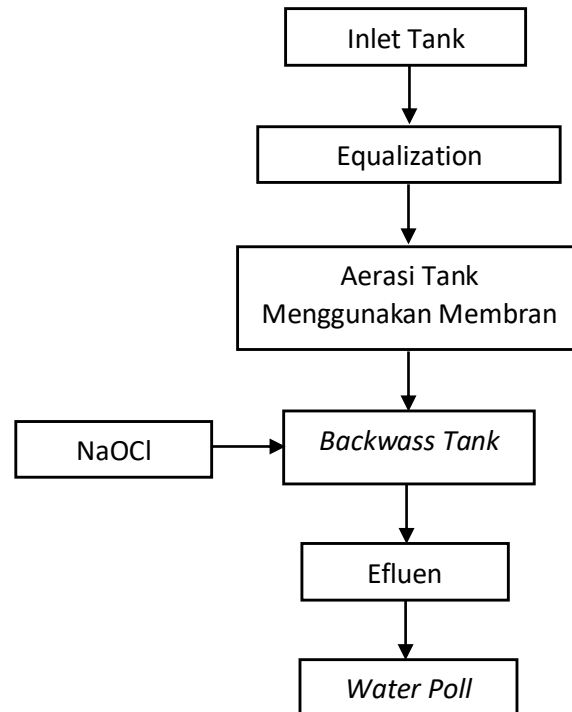 Inlet Tank
Equalization
Aerasi Tank
Menggunakan Membran
NaOCl
Backwass Tank
Efluen
Water Poll